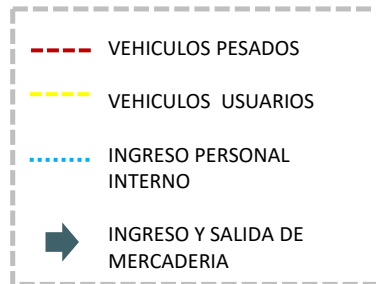 VEHICULOS PESADOS
VEHICULOS USUARIOS
INGRESO PERSONAL
INTERNO
INGRESO Y SALIDA DE
MERCADERIA